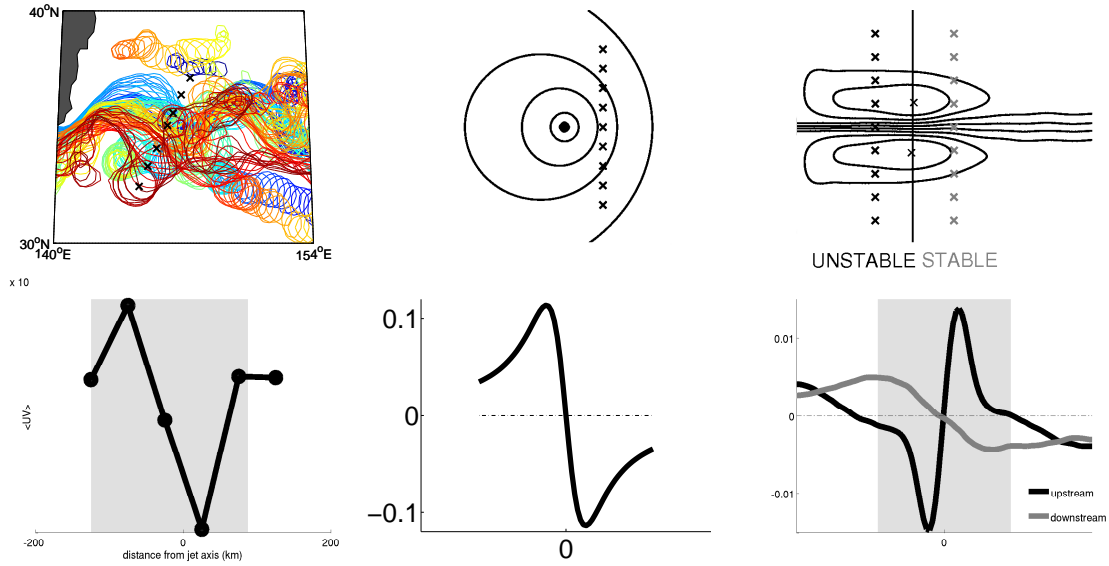 40°N
30°N
140°E
154°E
UNSTABLE STABLE
x 10
<UV>
-200
0
200
distance from jet axis (km)
0.1
0
−0.1
0
0.01
0
-0.01
0
upstream
downstream